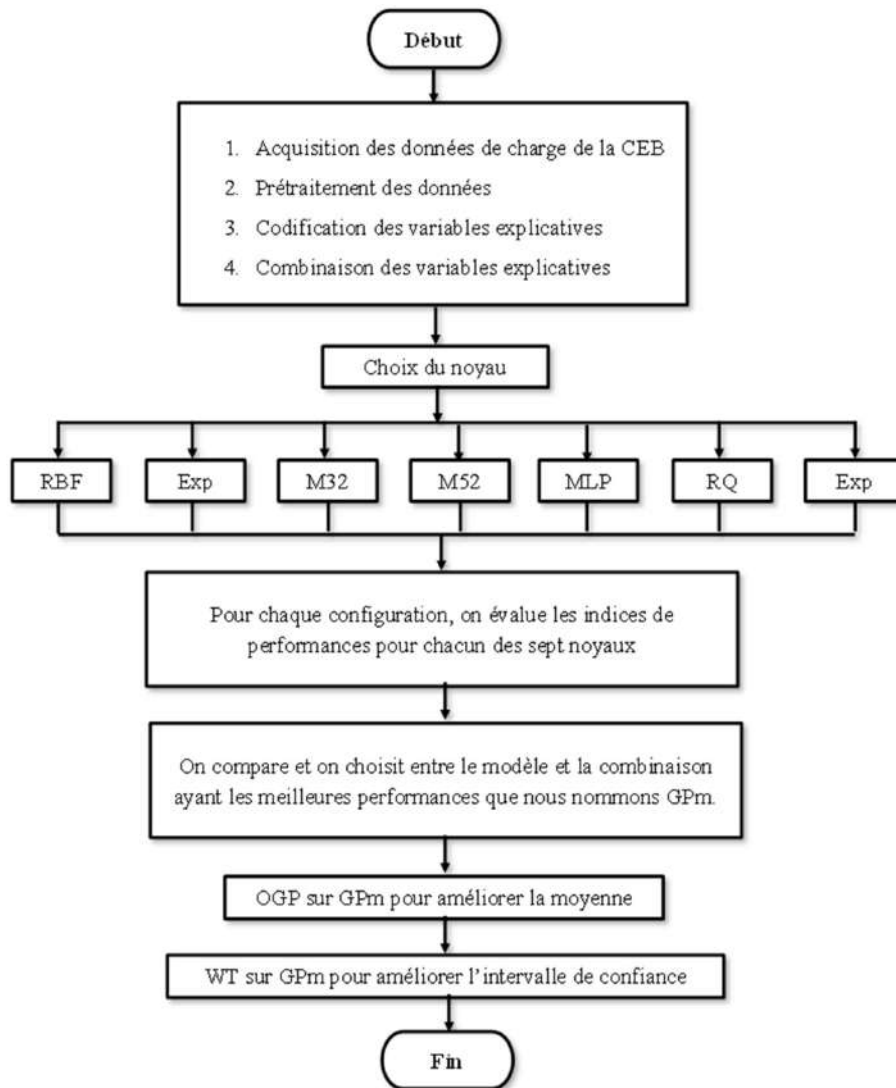 Début
1. Acquisition des données de charge de la CEB
2. Prétraitement des données
3. Codification des variables explicatives
4. Combinaison des variables explicatives
Choix du noyau
RBF Exp M32 M52 MLP RQ Exp
Pour chaque configuration, on évalue les indices de
performances pour chacun des sept noyaux
On compare et on choisit entre le modèle et la combinaison
ayant les meilleures performances que nous nommons GPm.
OGP sur GPm pour améliorer la moyenne
WT sur GPm pour améliorer l'intervalle de confiance
Fin